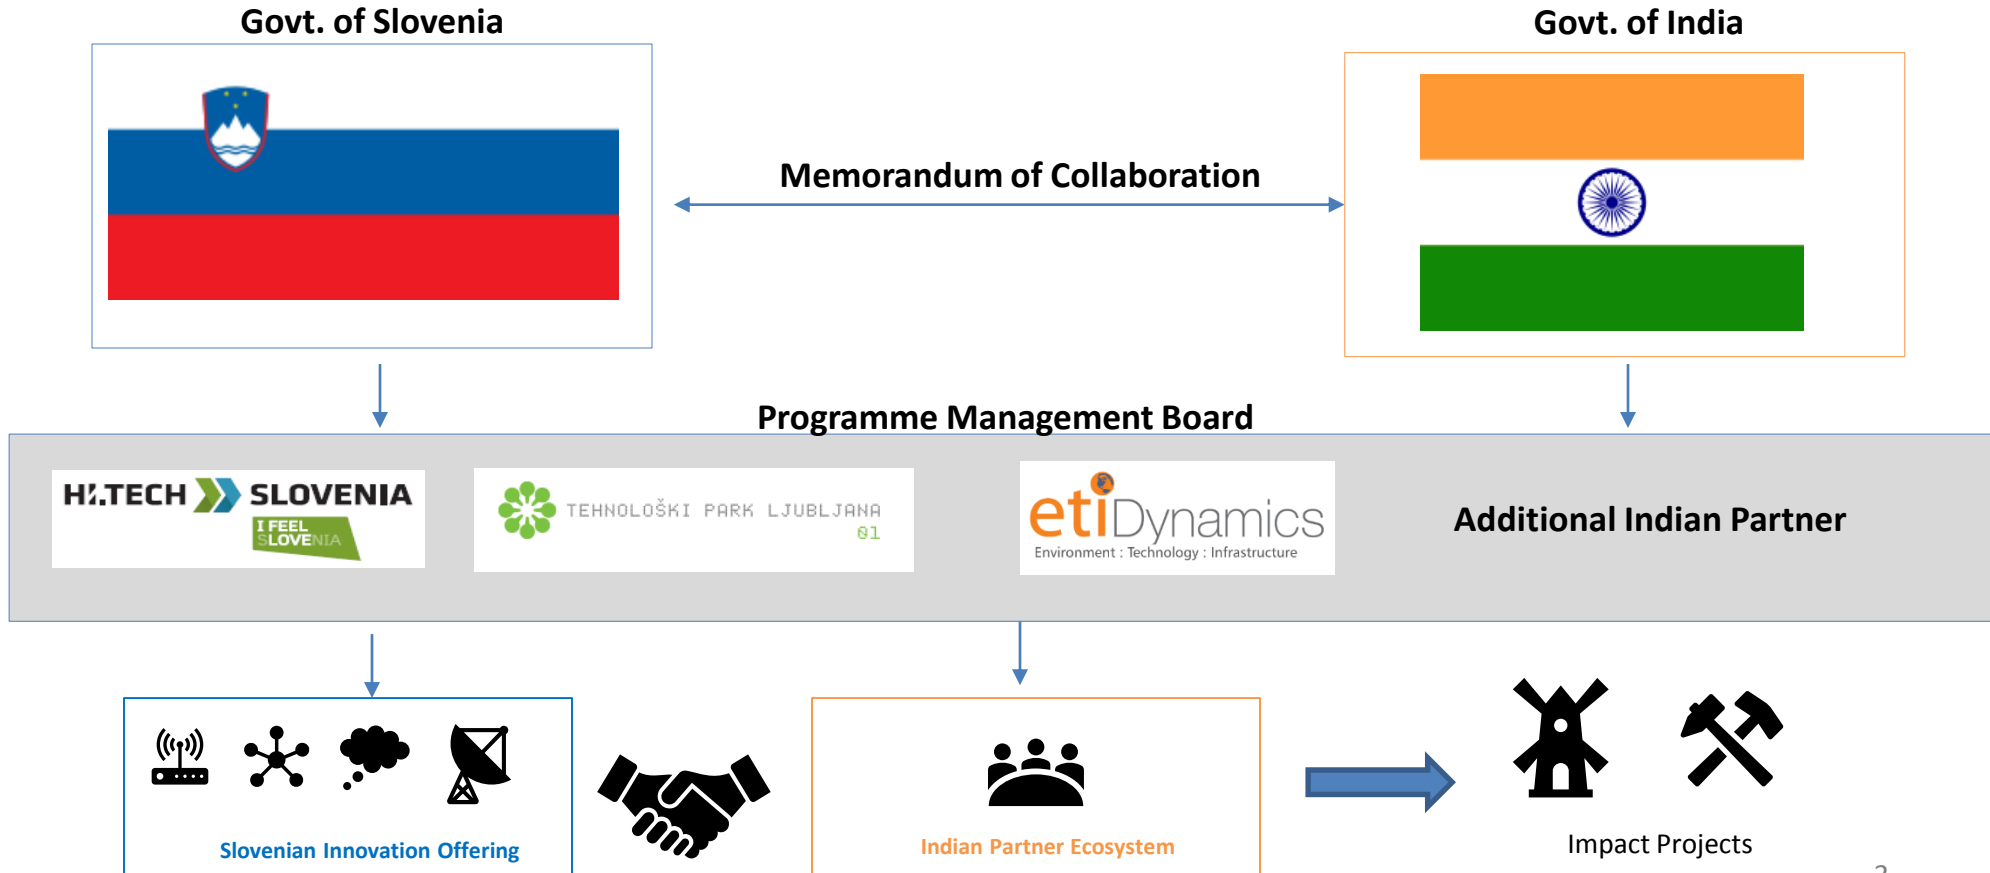 Govt. of Slovenia
Govt. of India
Memorandum of Collaboration
Programme Management Board
HI.TECH SLOVENIA
I FEEL
SLOVENIA
TEHNOLOŠKI PARK LJUBLJANA
01
etiDynamics
Environment : Technology : Infrastructure
Additional Indian Partner
Slovenian Innovation Offering
Indian Partner Ecosystem
Impact Projects